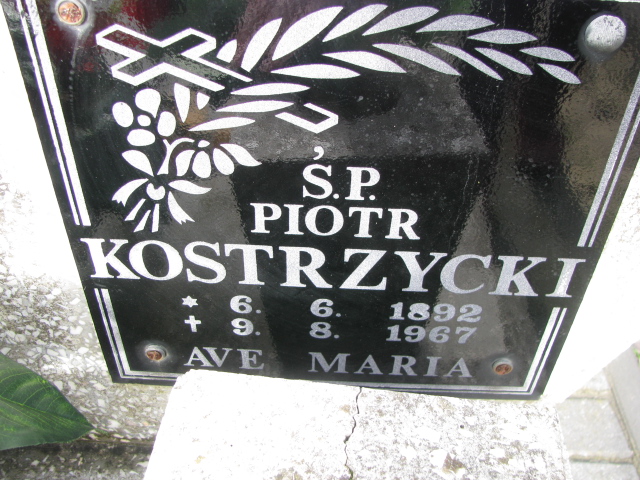 Ś.P.
PIOTR
KOSTRZYCKI
* 6. 6. 1892
✝ 9. 8. 1967
AVE MARIA